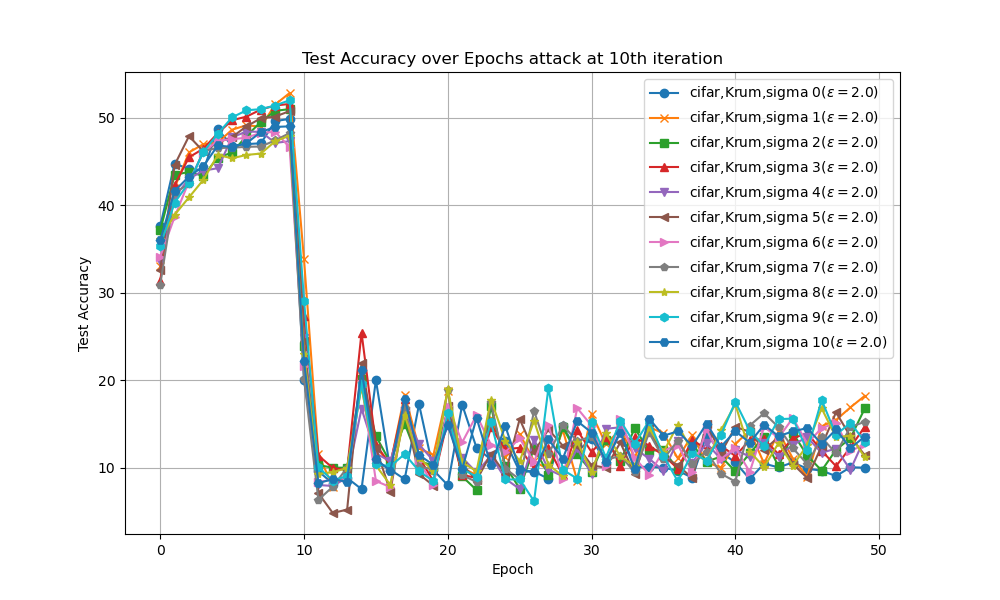 Test Accuracy over Epochs attack at 10th iteration
Test Accuracy
50
40
30
20
10
cifar,Krum,sigma 0(ε = 2.0)
cifar,Krum,sigma 1(ε = 2.0)
cifar,Krum,sigma 2(ε = 2.0)
cifar,Krum,sigma 3(ε = 2.0)
cifar,Krum,sigma 4(ε = 2.0)
cifar,Krum,sigma 5(ε = 2.0)
cifar,Krum,sigma 6(ε = 2.0)
cifar,Krum,sigma 7(ε = 2.0)
cifar,Krum,sigma 8(ε = 2.0)
cifar,Krum,sigma 9(ε = 2.0)
cifar,Krum,sigma 10(ε = 2.0)
0 10 20 30 40 50
Epoch